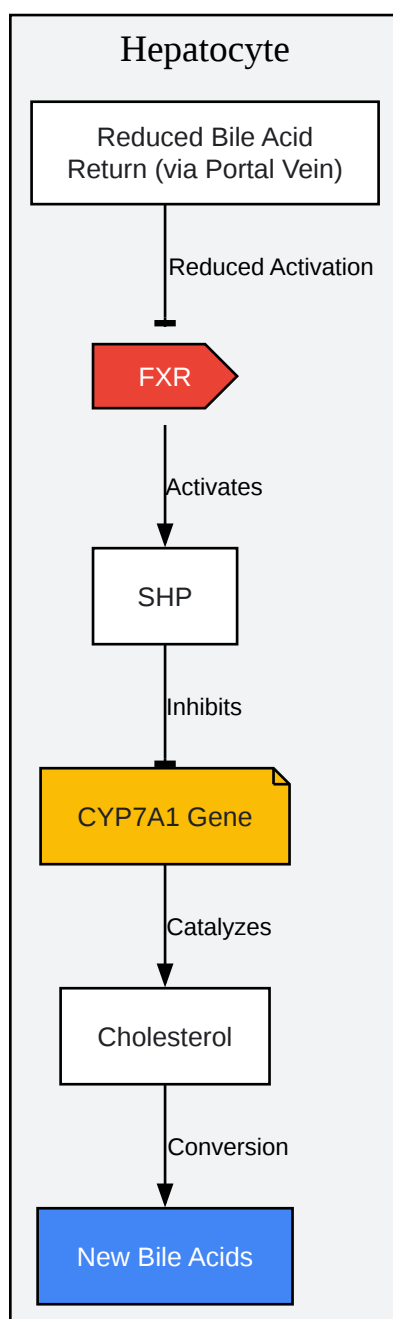 Hepatocyte
Reduced Bile Acid
Return (via Portal Vein)
Reduced Activation
FXR
Activates
SHP
Inhibits
CYP7A1 Gene
Catalyzes
Cholesterol
Conversion
New Bile Acids